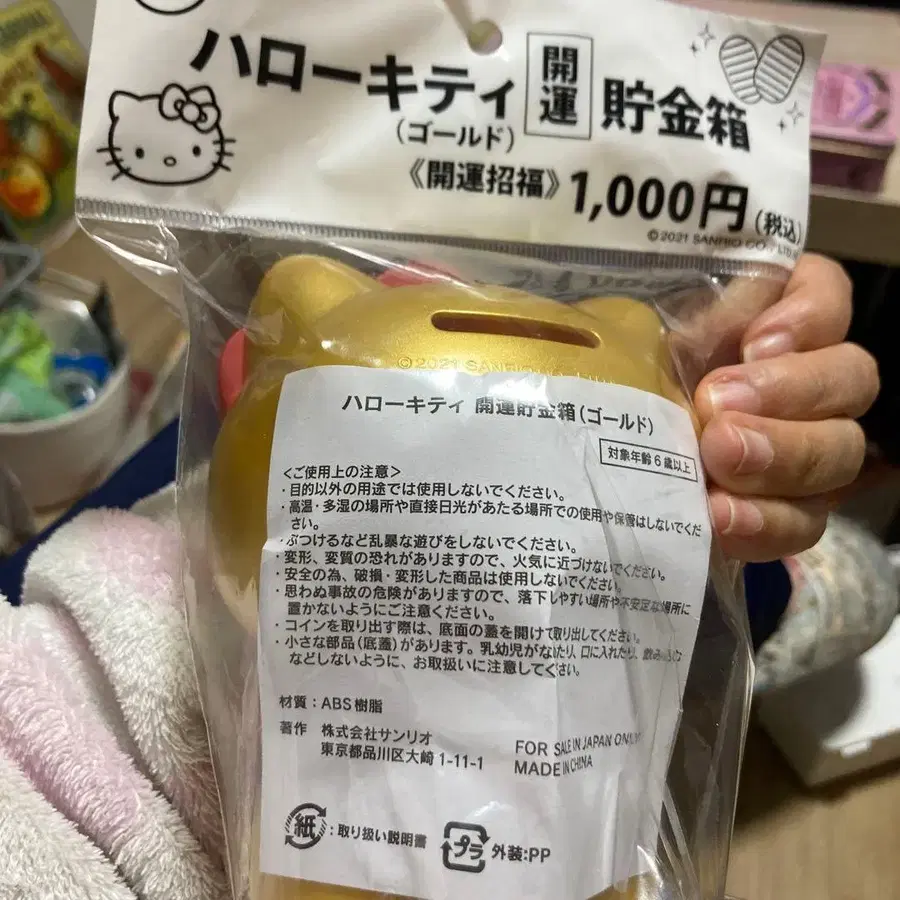 ハローキティ 開運 貯金箱
(ゴールド)
《開運招福》1,000円(税込)
©2021 SANRIO CO., LTD.
©2021 SANRIO CO.,
ハローキティ 開運貯金箱(ゴールド)
対象年齢6歳以上
<ご使用上の注意>
・目的以外の用途では使用しないでください。
・高温・多湿の場所や直接日光があたる場所での使用や保管はしないでくだ
さい。
・ぶつけるなど乱暴な遊びをしないでください。
・変形、変質の恐れがありますので、火気に近づけないでください。
・安全の為、破損・変形した商品は使用しないでください。
・思わぬ事故の危険がありますので、落下しやすい場所や不安定な場所に
置かないようにご注意ください。
・コインを取り出す際は、底面の蓋を開けて取り出してください。
・小さな部品(底蓋)があります。乳幼児がなめたり、口に入れたり、飲み
などしないように、お取扱いに注意してください。
材質:ABS樹脂
著作 株式会社サンリオ
東京都品川区大崎1-11-1
FOR SALE IN JAPAN ONLY
MADE IN CHINA
紙:取り扱い説明書
プラ 外装:PP